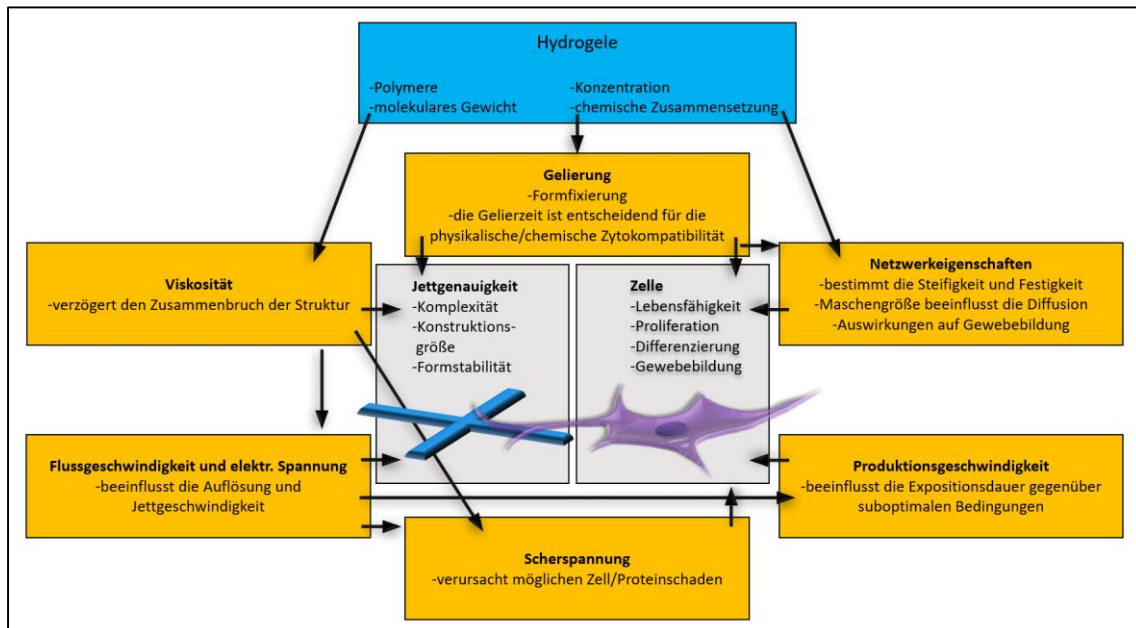 Hydrogele
-Polymere
-molekulares Gewicht
-Konzentration
-chemische Zusammensetzung
Gelierung
-Formfixierung
-die Gelierzeit ist entscheidend für die
physikalische/chemische Zytokompatibilität
Viskosität
-verzögert den Zusammenbruch der Struktur
Jettgenauigkeit
-Komplexität
-Konstruktions-
größe
-Formstabilität
Zelle
-Lebensfähigkeit
-Proliferation
-Differenzierung
-Gewebebildung
Netzwerkeigenschaften
-bestimmt die Steifigkeit und Festigkeit
-Maschengröße beeinflusst die Diffusion
-Auswirkungen auf Gewebebildung
Flussgeschwindigkeit und elektr. Spannung
-beeinflusst die Auflösung und
Jettgeschwindigkeit
Produktionsgeschwindigkeit
-beeinflusst die Expositionsdauer gegenüber
suboptimalen Bedingungen
Scherspannung
-verursacht möglichen Zell/Proteinschaden